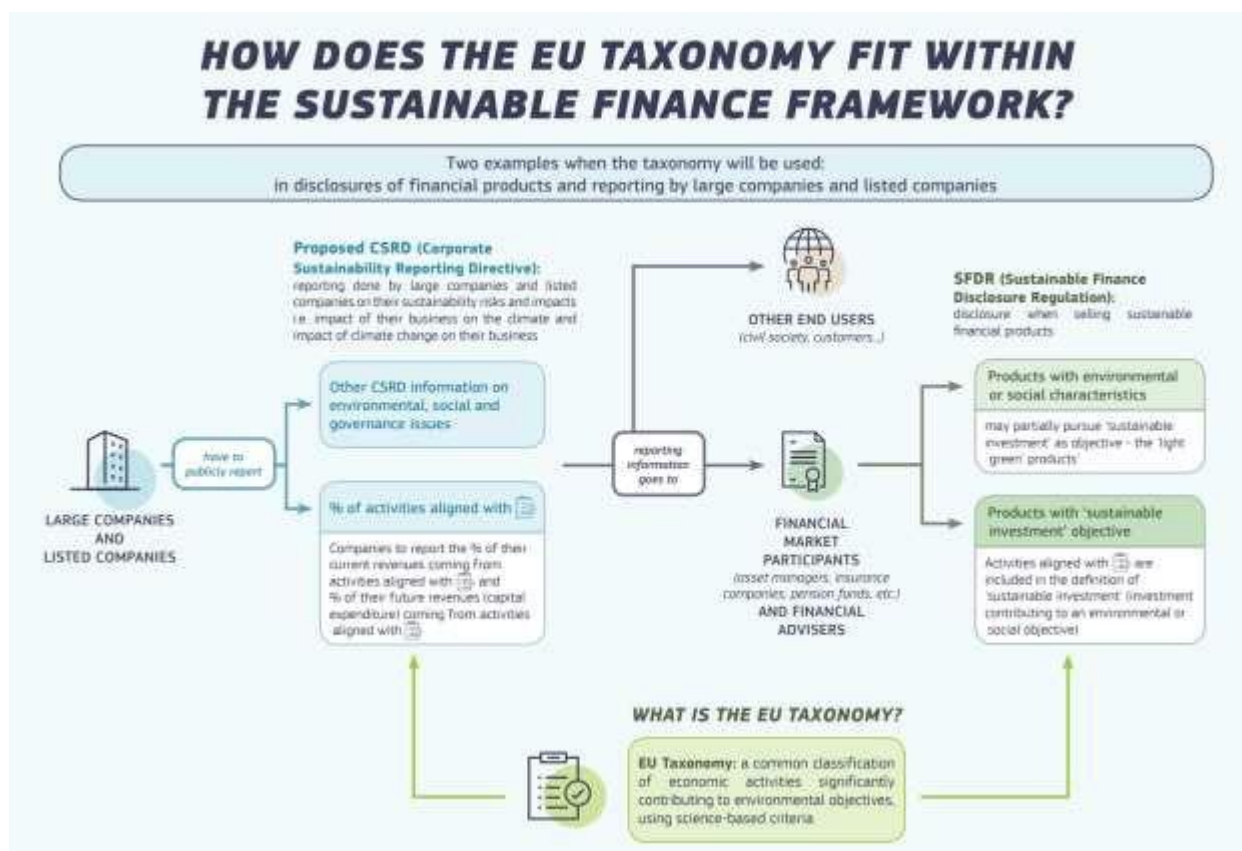 HOW DOES THE EU TAXONOMY FIT WITHIN
THE SUSTAINABLE FINANCE FRAMEWORK?
Two examples when the taxonomy will be used:
in disclosures of financial products and reporting by large companies and listed companies
Proposed CSRD (Corporate
Sustainability Reporting Directive):
reporting done by large companies and listed
companies on their sustainability risks and impacts
i.e. impact of their business on the climate and
impact of climate change on their business
LARGE COMPANIES
AND
LISTED COMPANIES
have to
publicly report
Other CSRD information on
environmental, social and
governance issues
% of activities aligned with
Companies to report the % of their
current revenues coming from
activities aligned with and
% of their future revenues (capital
expenditure) coming from activities
aligned with
reporting
information
goes to
OTHER END USERS
(civil society, customers...)
FINANCIAL
MARKET
PARTICIPANTS
(asset managers, insurance
companies, pension funds, etc.)
AND FINANCIAL
ADVISERS
SFDR (Sustainable Finance
Disclosure Regulation):
disclosure when selling sustainable
financial products
Products with environmental
or social characteristics
may partially pursue 'sustainable
investment' as objective - the 'light
green' products'
Products with 'sustainable
investment' objective
Activities aligned with are
included in the definition of
'sustainable investment' (investment
contributing to an environmental or
social objective)
WHAT IS THE EU TAXONOMY?
EU Taxonomy: a common classification
of economic activities significantly
contributing to environmental objectives,
using science-based criteria